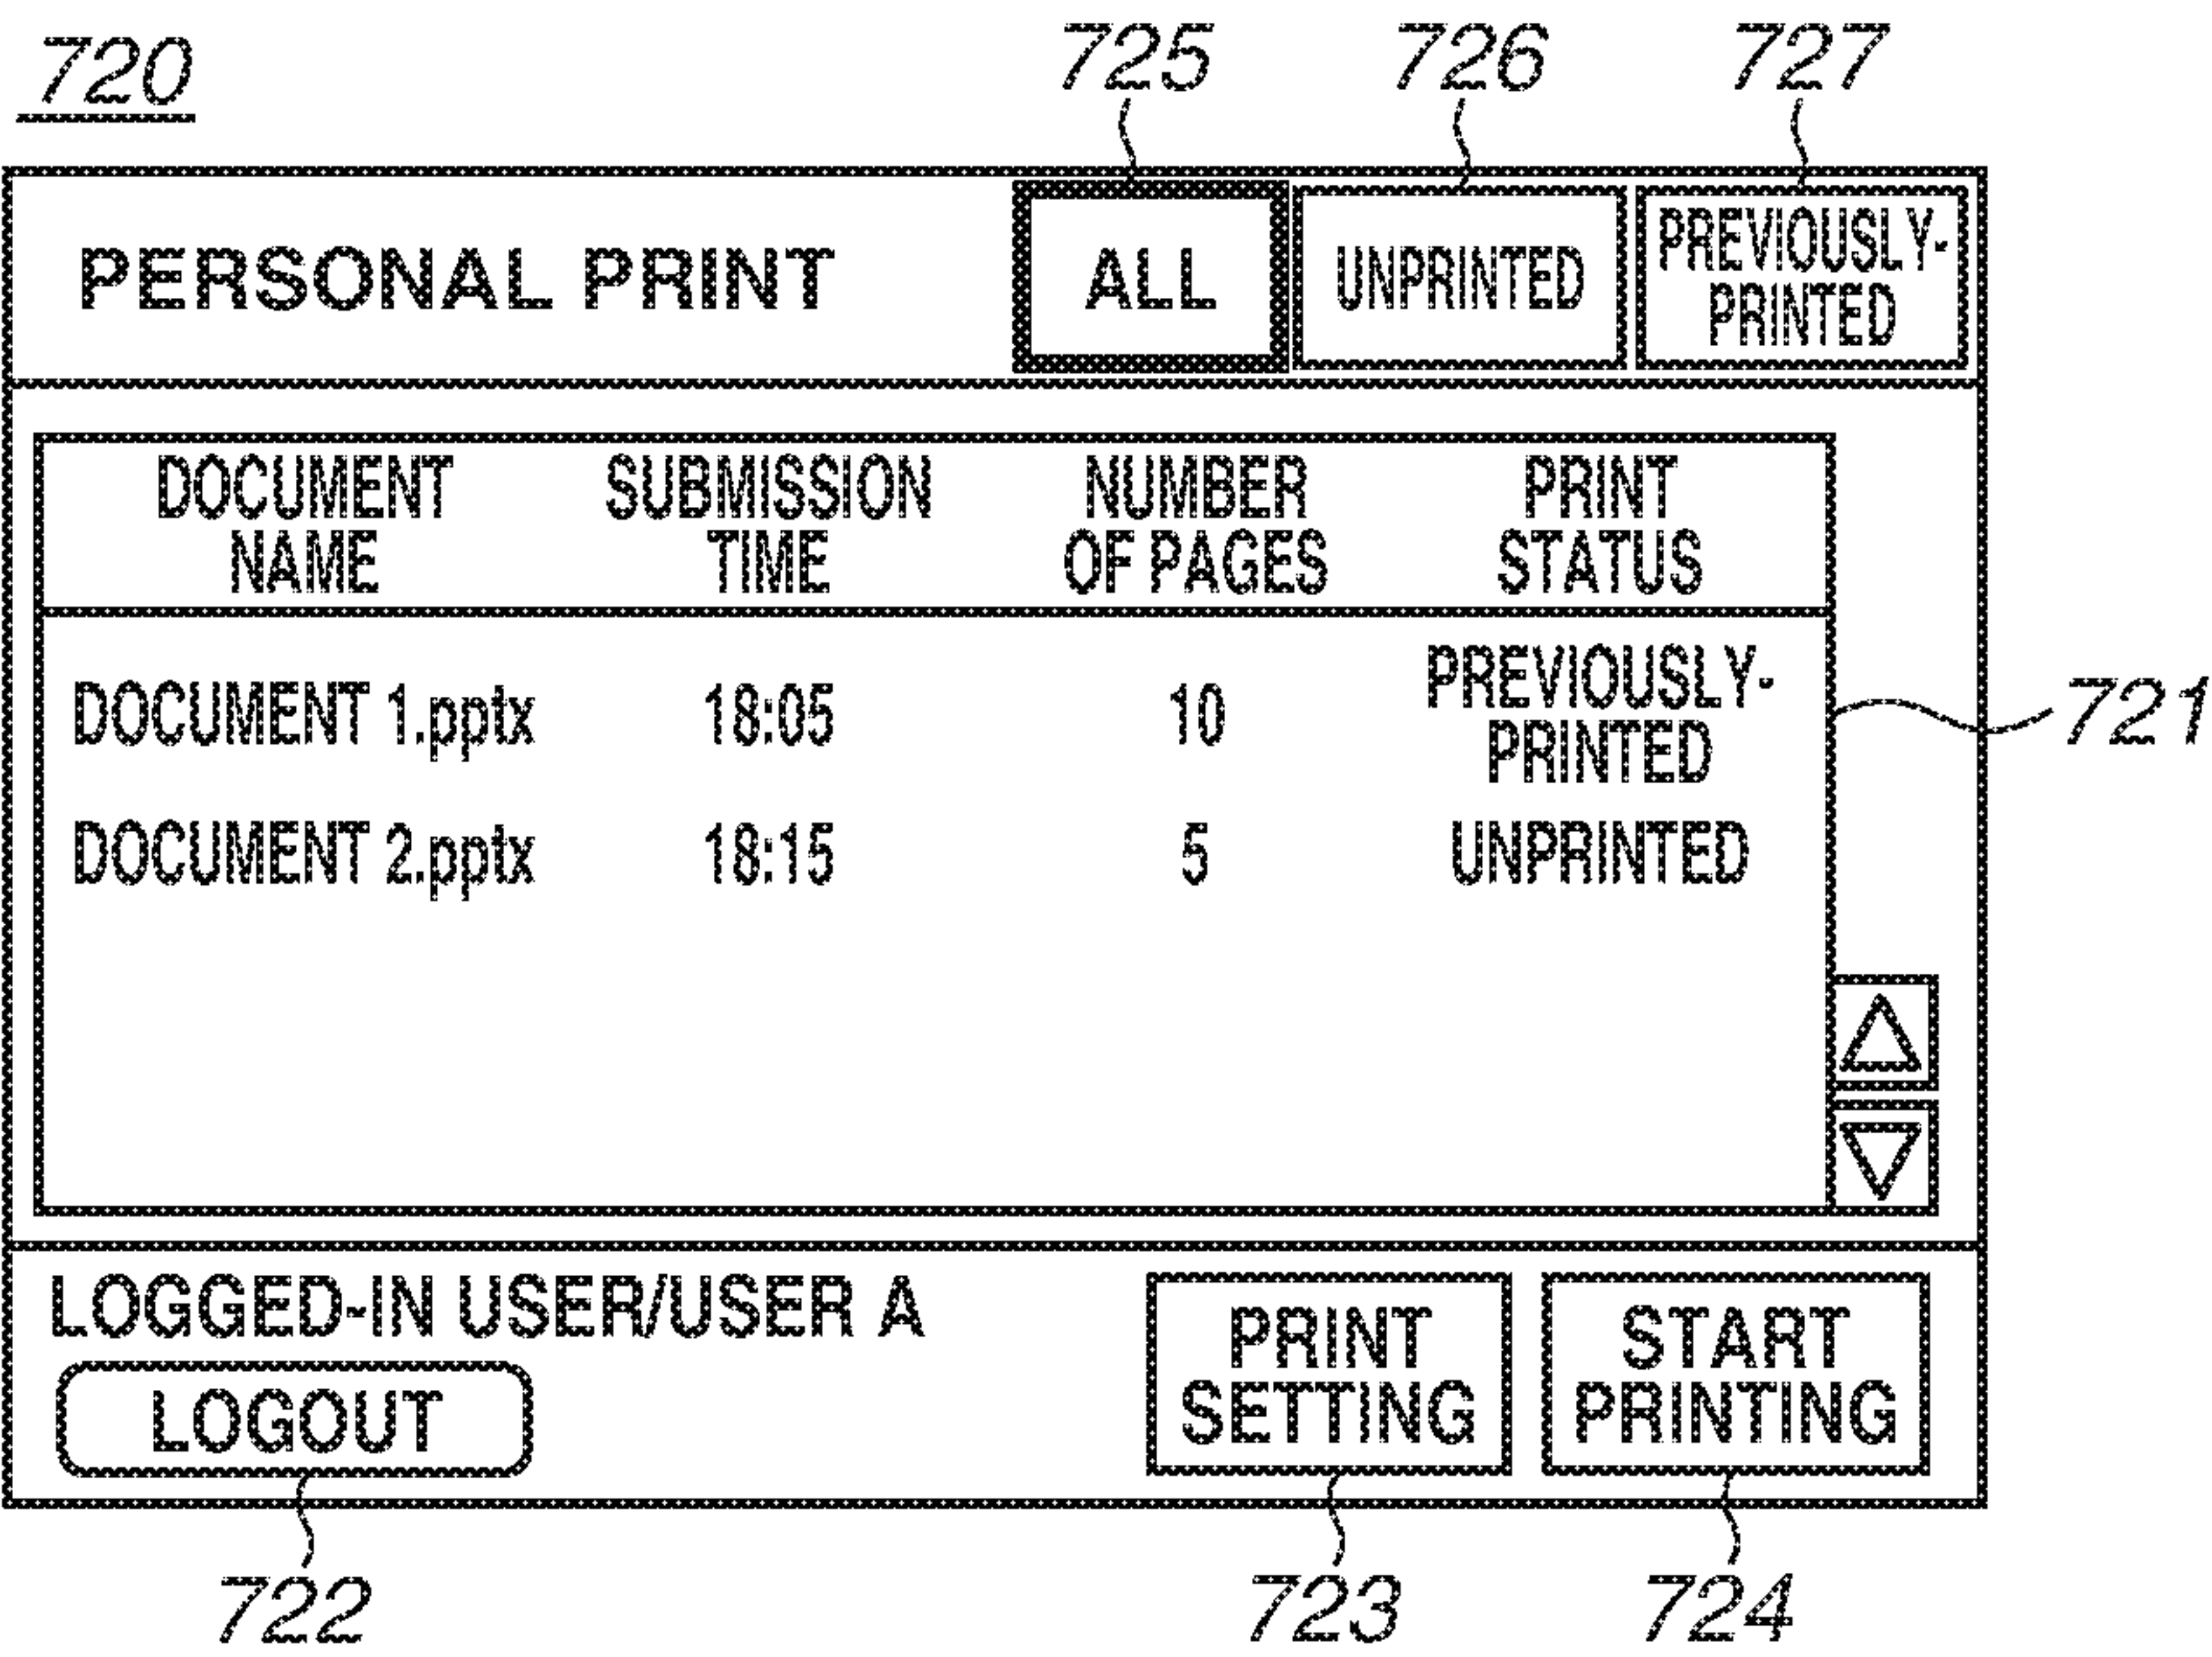 720
725 726 727
PERSONAL PRINT
ALL
UNPRINTED
PREVIOUSLY-
PRINTED
DOCUMENT
NAME
SUBMISSION
TIME
NUMBER
OF PAGES
PRINT
STATUS
DOCUMENT 1.pptx 18:05 10 PREVIOUSLY-
PRINTED
721
DOCUMENT 2.pptx 18:15 5 UNPRINTED
LOGGED-IN USER/USER A
LOGOUT
PRINT
SETTING
START
PRINTING
722 723 724